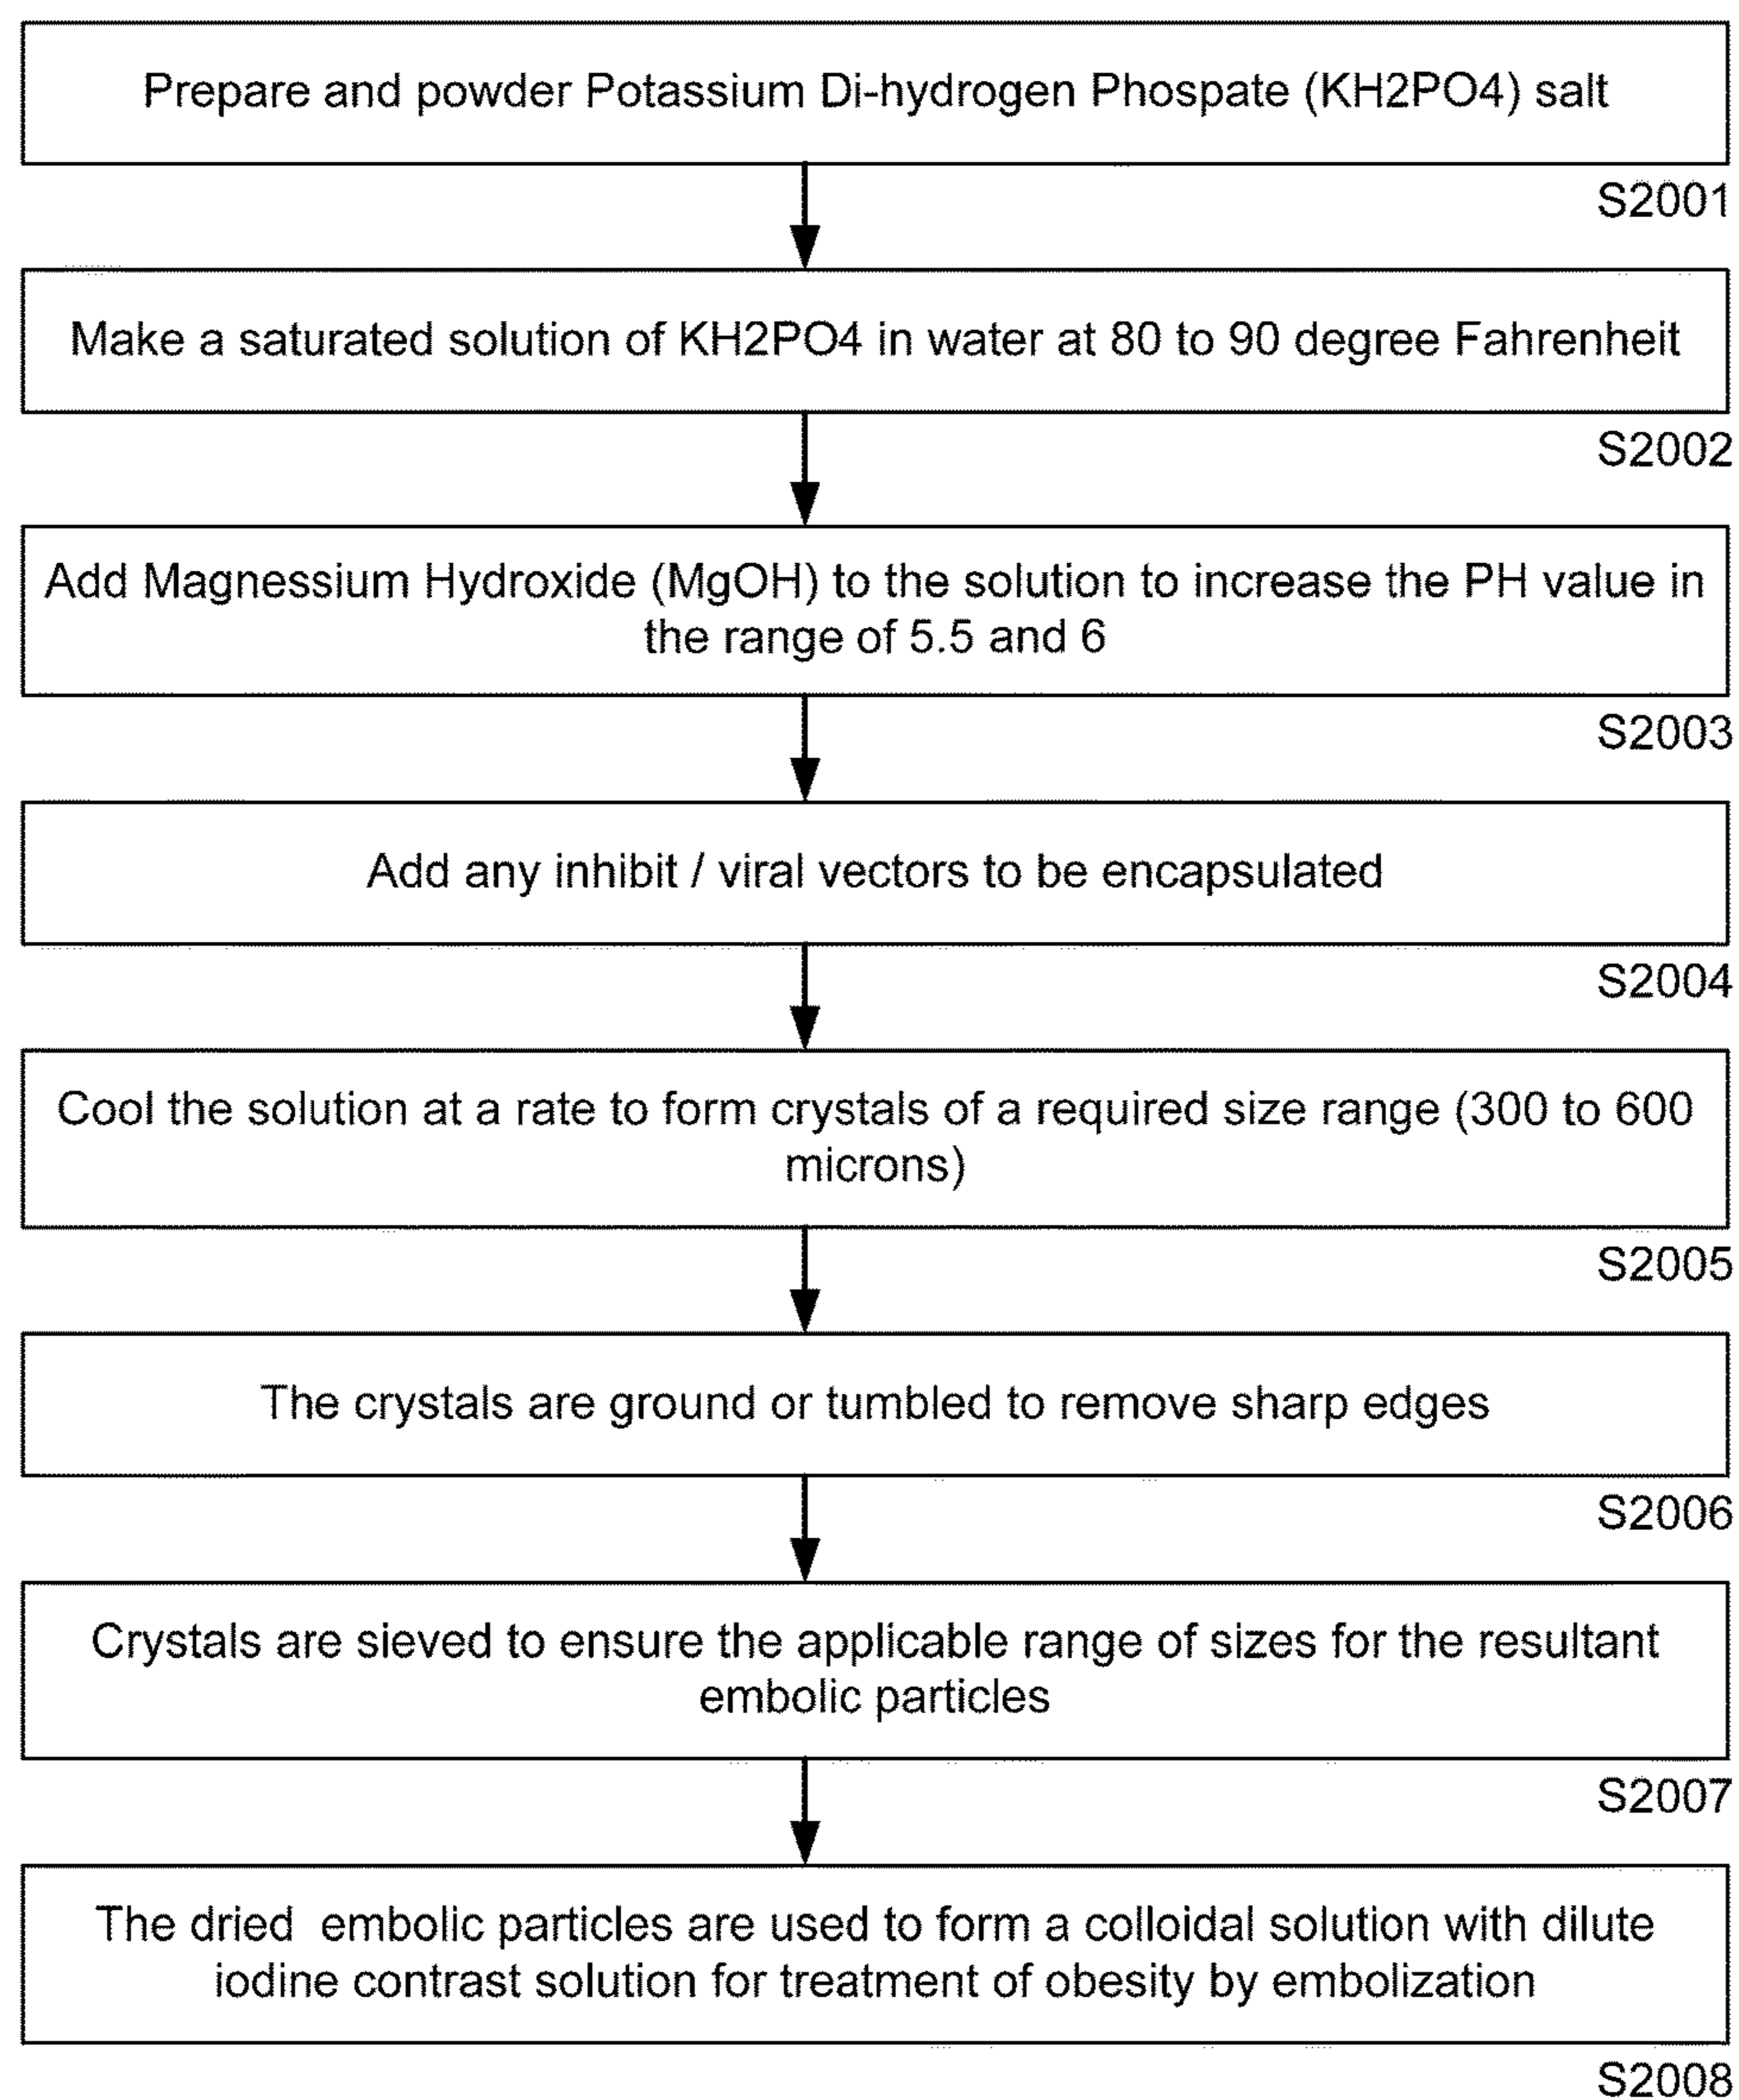 Prepare and powder Potassium Di-hydrogen Phospate (KH2PO4) salt
S2001
Make a saturated solution of KH2PO4 in water at 80 to 90 degree Fahrenheit
S2002
Add Magnessium Hydroxide (MgOH) to the solution to increase the PH value in
the range of 5.5 and 6
S2003
Add any inhibit / viral vectors to be encapsulated
S2004
Cool the solution at a rate to form crystals of a required size range (300 to 600
microns)
S2005
The crystals are ground or tumbled to remove sharp edges
S2006
Crystals are sieved to ensure the applicable range of sizes for the resultant
embolic particles
S2007
The dried embolic particles are used to form a colloidal solution with dilute
iodine contrast solution for treatment of obesity by embolization
S2008